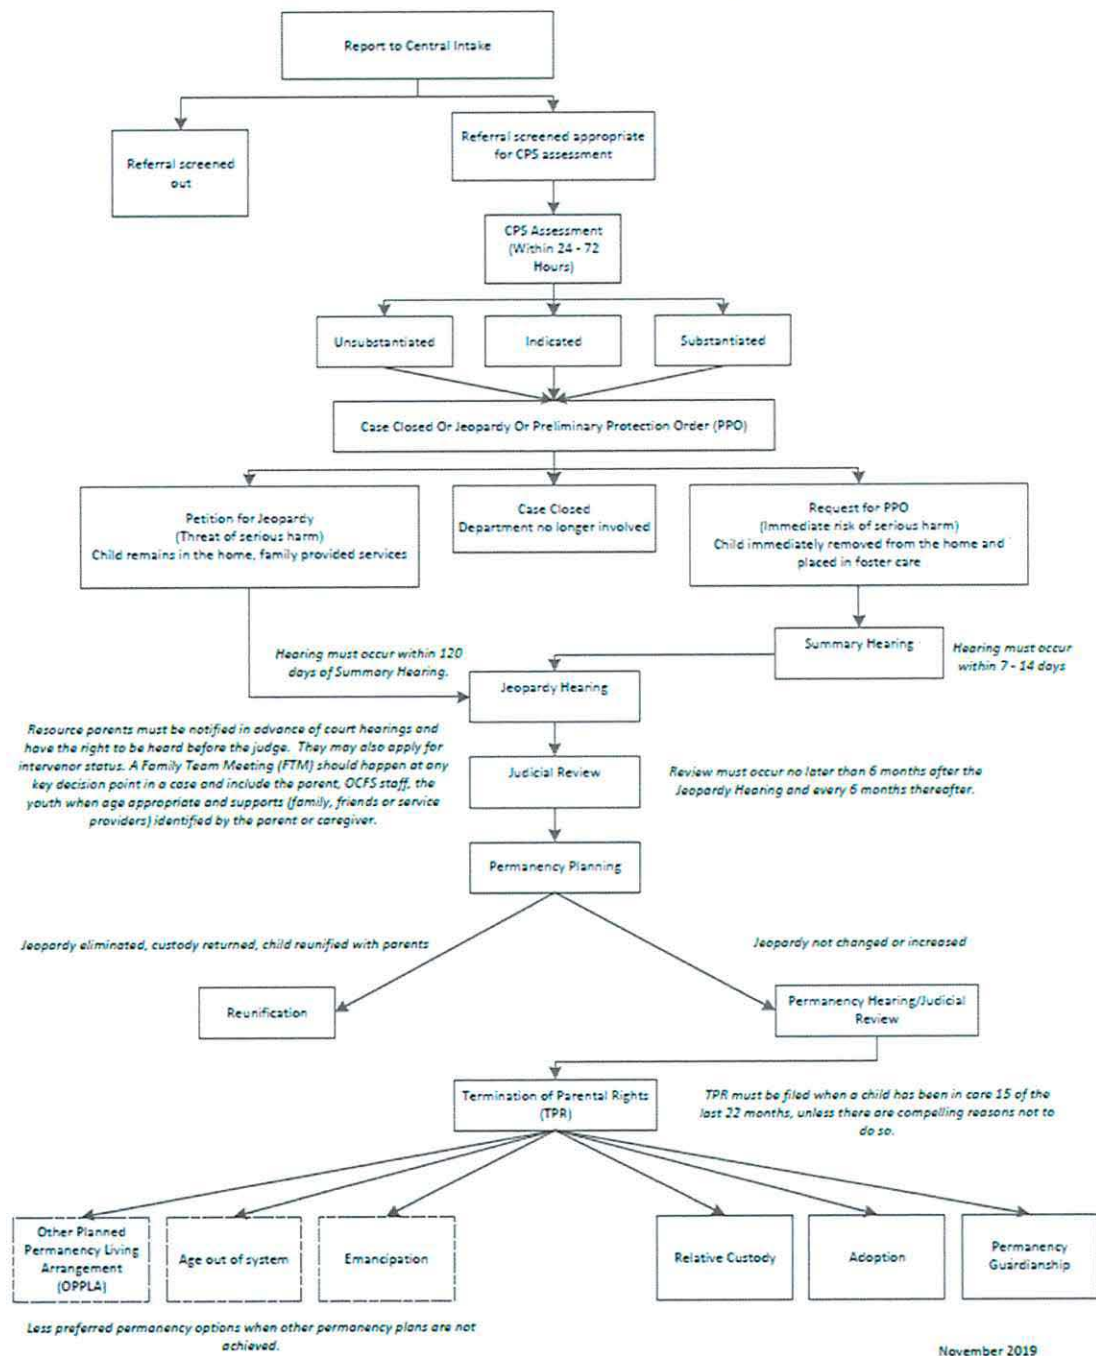 Report to Central Intake
Referral screened
out
Referral screened appropriate
for CPS assessment
CPS Assessment
(Within 24 - 72
Hours)
Unsubstantiated
Indicated
Substantiated
Case Closed Or Jeopardy Or Preliminary Protection Order (PPO)
Petition for Jeopardy
(Threat of serious harm)
Child remains in the home, family provided services
Case Closed
Department no longer involved
Request for PPO
(Immediate risk of serious harm)
Child immediately removed from the home and
placed in foster care
Summary Hearing
Hearing must occur
within 7 - 14 days
Hearing must occur within 120
days of Summary Hearing.
Jeopardy Hearing
Resource parents must be notified in advance of court hearings and
have the right to be heard before the judge. They may also apply for
intervenor status. A Family Team Meeting (FTM) should happen at any
key decision point in a case and include the parent, OCFS staff, the
youth when age appropriate and supports (family, friends or service
providers) identified by the parent or caregiver.
Judicial Review
Review must occur no later than 6 months after the
Jeopardy Hearing and every 6 months thereafter.
Permanency Planning
Jeopardy eliminated, custody returned, child reunified with parents
Jeopardy not changed or increased
Reunification
Permanency Hearing/Judicial
Review
Termination of Parental Rights
(TPR)
TPR must be filed when a child has been in care 15 of the
last 22 months, unless there are compelling reasons not to
do so.
Other Planned
Permanency Living
Arrangement
(OPPLA)
Age out of system
Emancipation
Relative Custody
Adoption
Permanency
Guardianship
Less preferred permanency options when other permanency plans are not
achieved.
November 2019